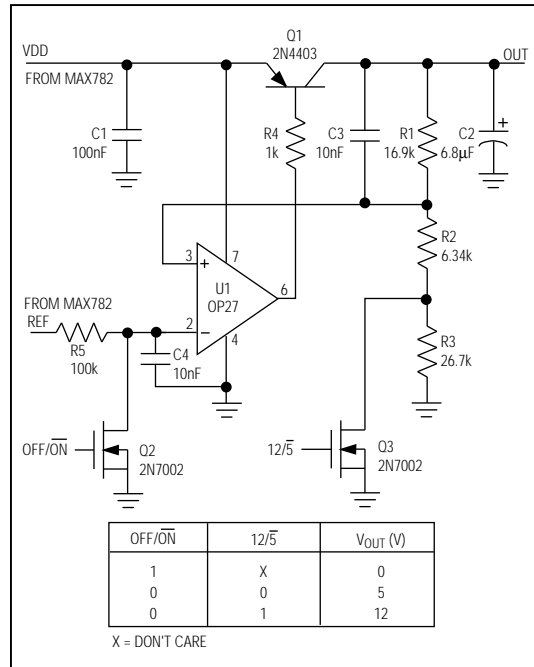 Q1
2N4403
VDD
OUT
FROM MAX782
C1
100nF
R4
1k
C3
10nF
R1
16.9k
C2
6.8µF
+
R2
6.34k
3
+
7
U1
OP27
6
FROM MAX782
REF
2
−
4
R5
100k
C4
10nF
R3
26.7k
OFF/O̅N̅
Q2
2N7002
12/5̅
Q3
2N7002
OFF/O̅N̅ 12/5̅ VOUT (V)
1 X 0
0 0 5
0 1 12
X = DON'T CARE